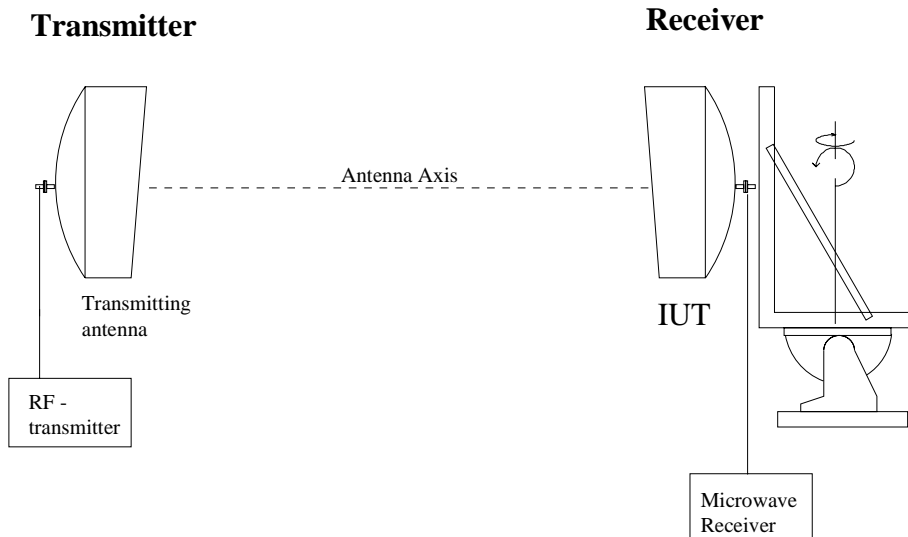 Transmitter
Receiver
Antenna Axis
Transmitting
antenna
IUT
RF -
transmitter
Microwave
Receiver